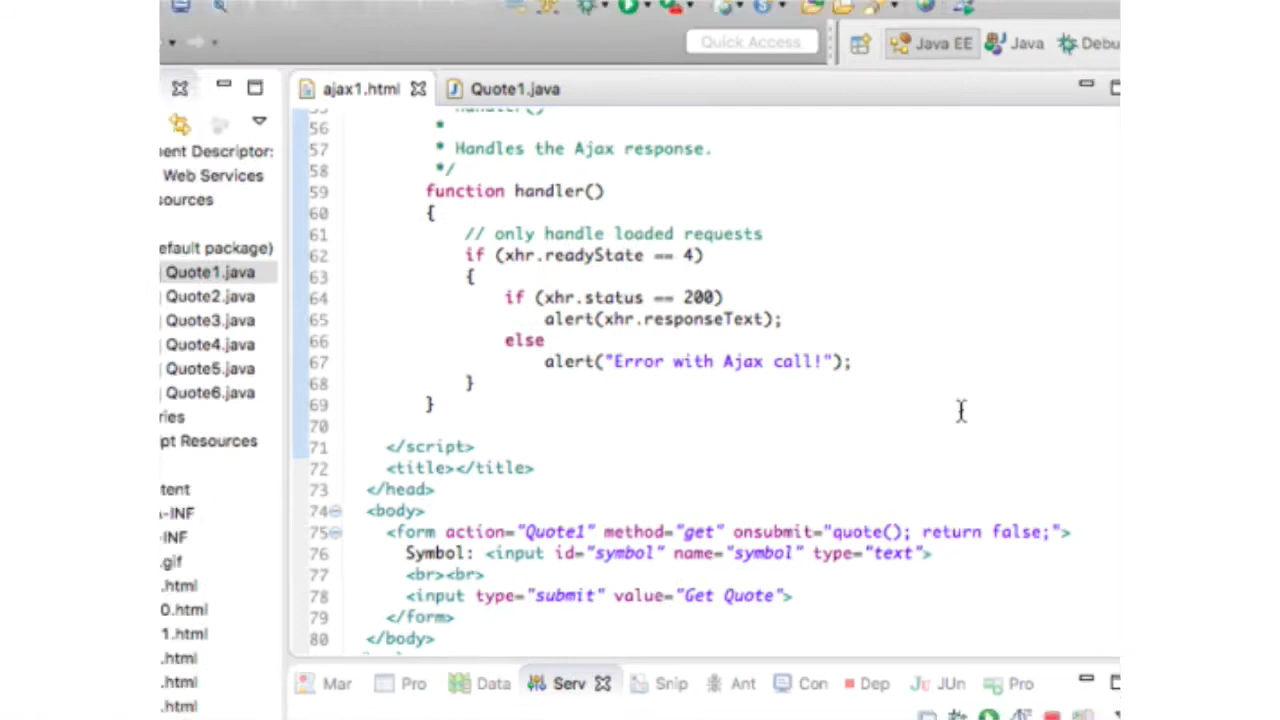 Quick Access
Java EE
Java
Debu
ajax1.html
Quote1.java
ent Descriptor:
Web Services
sources
efault package)
Quote1.java
Quote2.java
Quote3.java
Quote4.java
Quote5.java
Quote6.java
ries
pt Resources
tent
-INF
-INF
.gif
.html
0.html
1.html
.html
.html
.html
56 *
57 * Handles the Ajax response.
58 */
59 function handler()
60 {
61 // only handle loaded requests
62 if (xhr.readyState == 4)
63 {
64 if (xhr.status == 200)
65 alert(xhr.responseText);
66 else
67 alert("Error with Ajax call!");
68 }
69 }
70
71 </script>
72 <title></title>
73 </head>
74 <body>
75 <form action="Quote1" method="get" onsubmit="quote(); return false;">
76 Symbol: <input id="symbol" name="symbol" type="text">
77 <br><br>
78 <input type="submit" value="Get Quote">
79 </form>
80 </body>
Mar
Pro
Data
Serv
Snip
Ant
Con
Dep
JUn
Pro